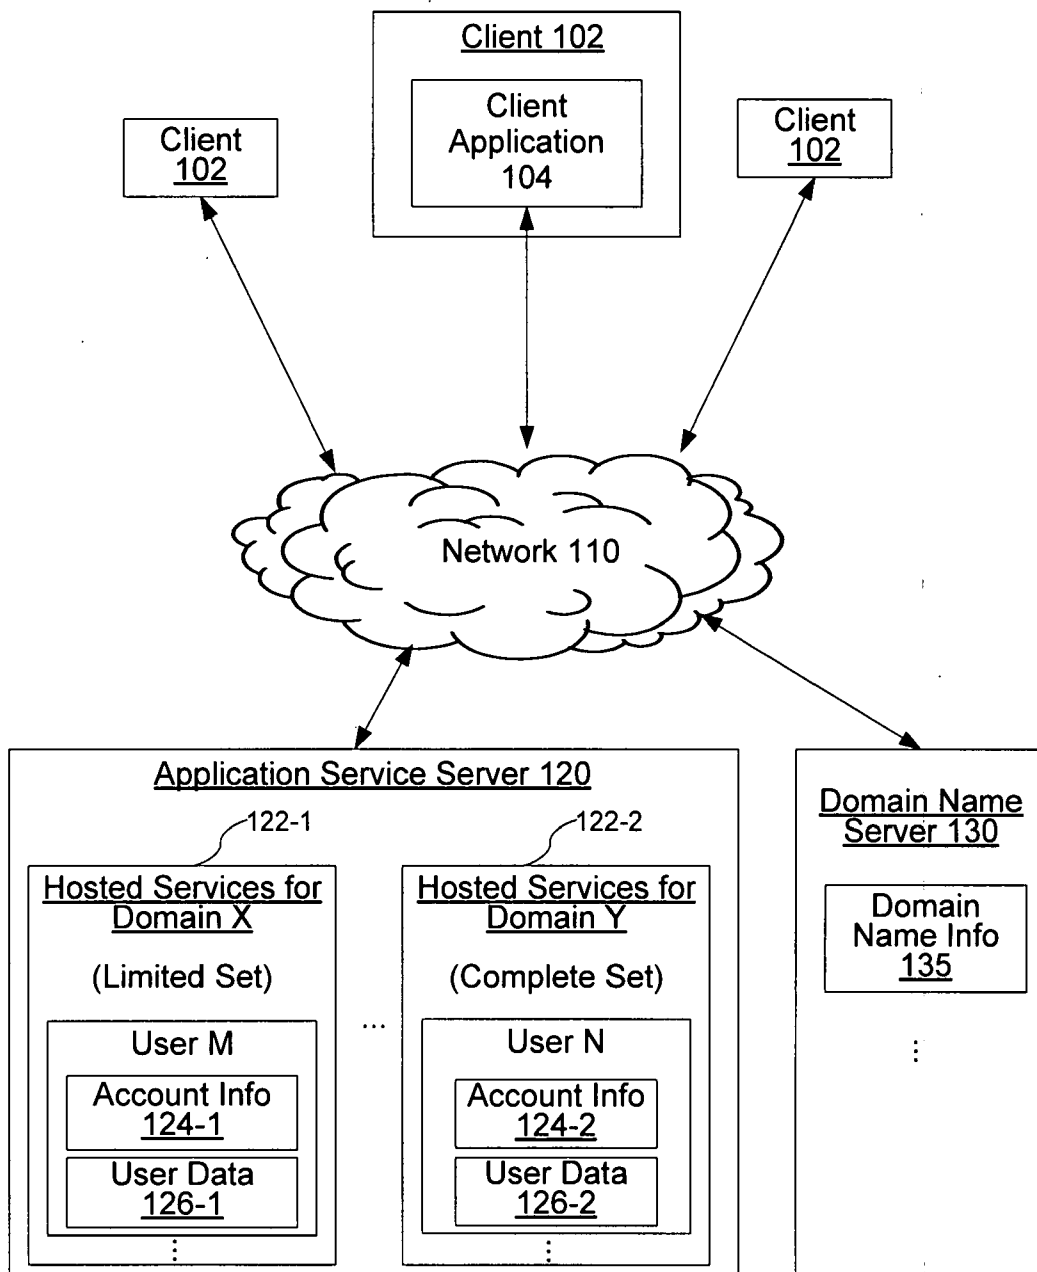 Client 102
Client
Application
104
Client
102
Client
102
Network 110
Application Service Server 120
122-1
122-2
Hosted Services for
Domain X
(Limited Set)
User M
Account Info
124-1
User Data
126-1
⋮
...
Hosted Services for
Domain Y
(Complete Set)
User N
Account Info
124-2
User Data
126-2
⋮
Domain Name
Server 130
Domain
Name Info
135
⋮